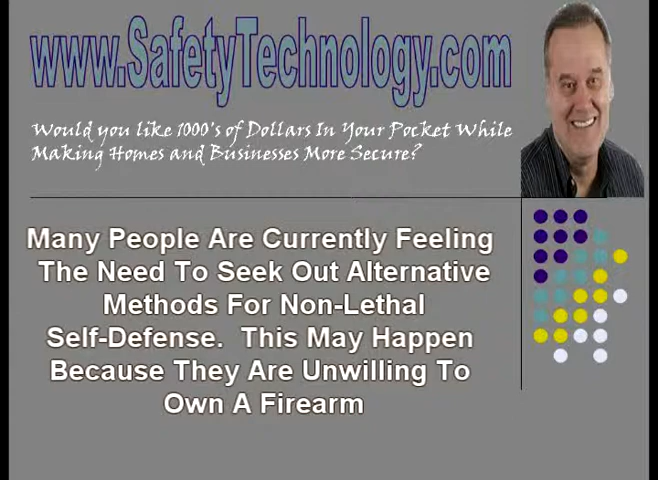 www.SafetyTechnology.com
Would you like 1000's of Dollars In Your Pocket While
Making Homes and Businesses More Secure?
Many People Are Currently Feeling
The Need To Seek Out Alternative
Methods For Non-Lethal
Self-Defense. This May Happen
Because They Are Unwilling To
Own A Firearm